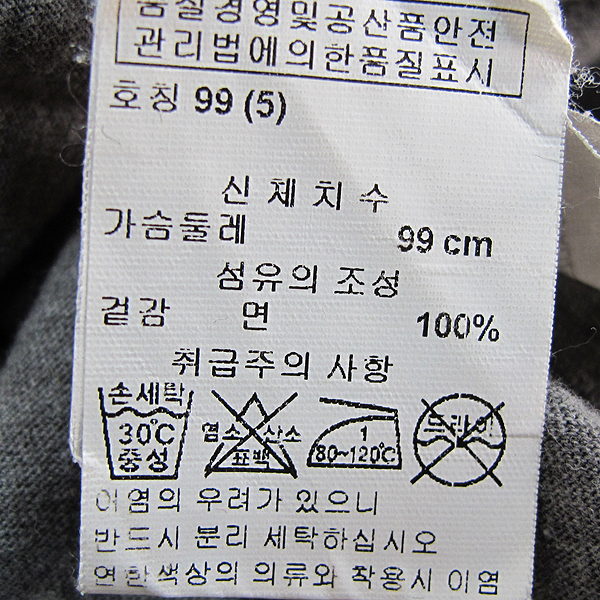 품질경영및공산품안전
관리법에의한품질표시
호칭 99 (5)
신 체 치 수
가슴둘레 99 cm
섬유의 조성
겉감 면 100%
취급주의 사항
손세탁
30℃
중성
염소 산소
표백
1
80~120℃
드라이
이염의 우려가 있으니
반드시 분리 세탁하십시오
연한색상의 의류와 착용시 이염